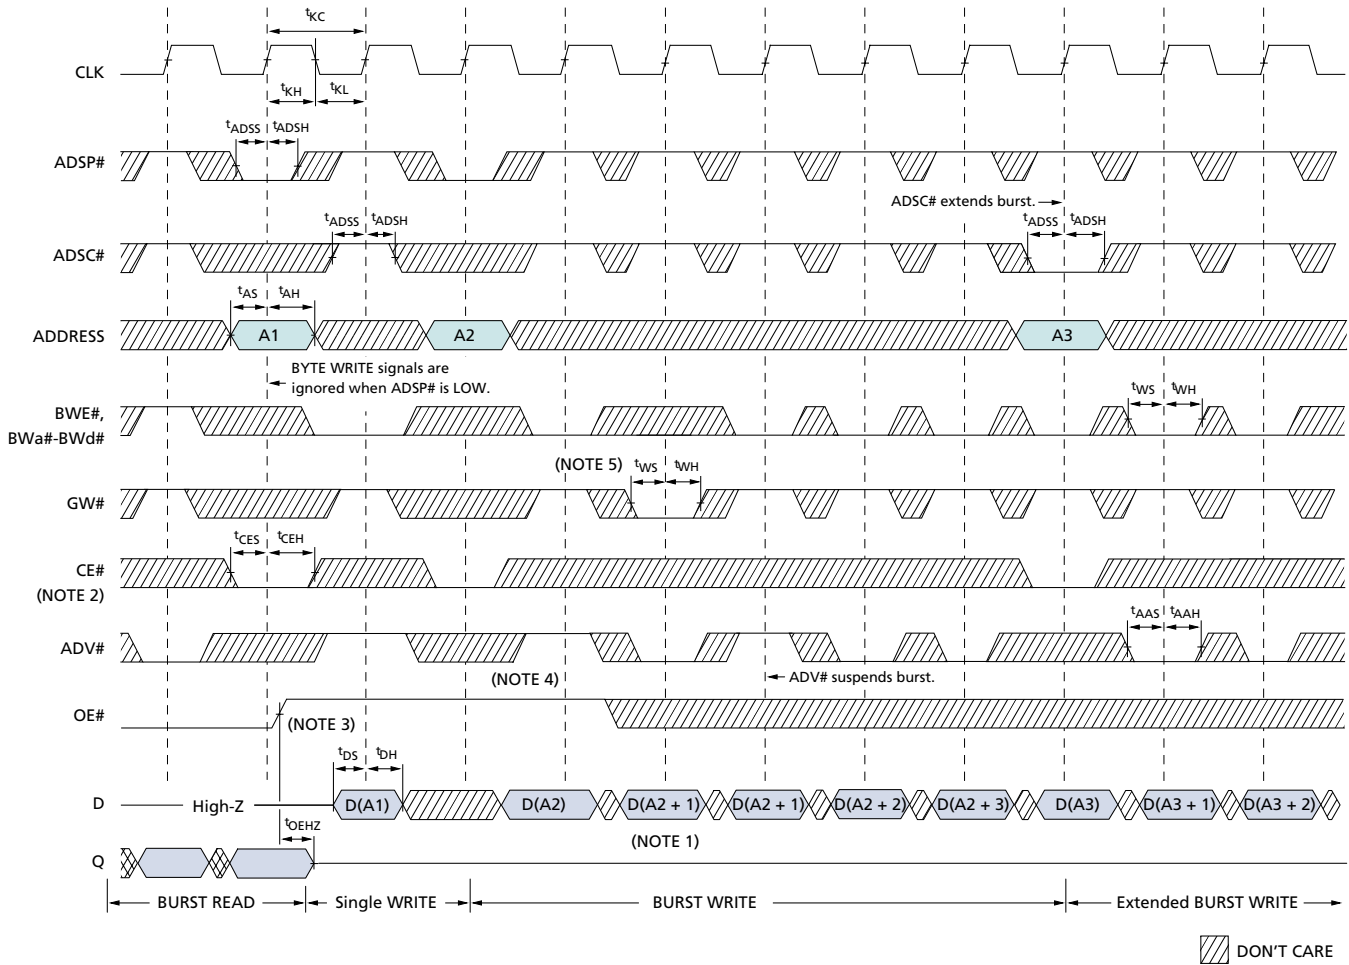 tKC
CLK
tKH tKL
tADSS tADSH
ADSP#
ADSC# extends burst.
tADSS tADSH tADSS tADSH
ADSC#
tAS tAH
ADDRESS A1 A2 A3
BYTE WRITE signals are
ignored when ADSP# is LOW.
tWS tWH
BWE#,
BWa#-BWd#
(NOTE 5) tWS tWH
GW#
tCES tCEH
CE#
(NOTE 2)
tAAS tAAH
ADV#
(NOTE 4) ADV# suspends burst.
OE# (NOTE 3)
tDS tDH
D High-Z D(A1) D(A2) D(A2 + 1) D(A2 + 1) D(A2 + 2) D(A2 + 3) D(A3) D(A3 + 1) D(A3 + 2)
tOEHZ (NOTE 1)
Q
BURST READ Single WRITE BURST WRITE Extended BURST WRITE
DON'T CARE